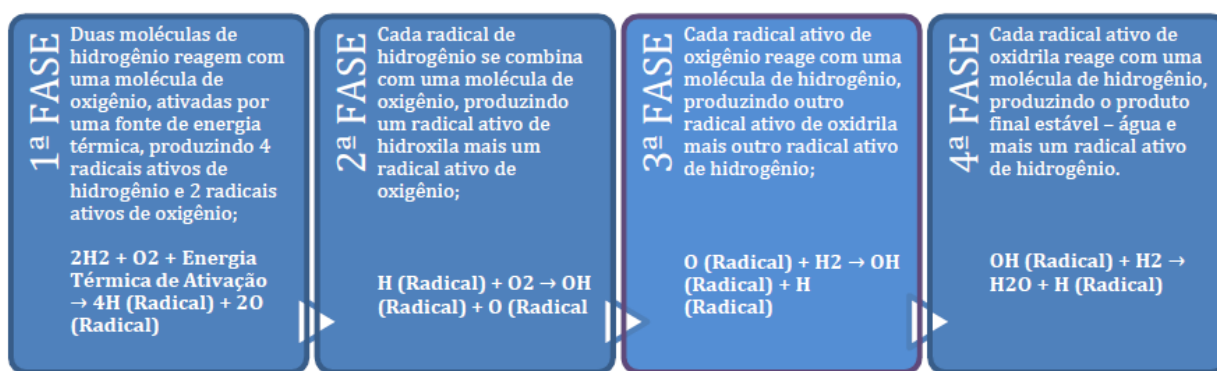 1ª FASE
Duas moléculas de
hidrogênio reagem com
uma molécula de
oxigênio, ativadas por
uma fonte de energia
térmica, produzindo 4
radicais ativos de
hidrogênio e 2 radicais
ativos de oxigênio;
2H2 + O2 + Energia
Térmica de Ativação
→ 4H (Radical) + 2O
(Radical)
2ª FASE
Cada radical de
hidrogênio se combina
com uma molécula de
oxigênio, produzindo
um radical ativo de
hidroxila mais um
radical ativo de
oxigênio;
H (Radical) + O2 → OH
(Radical) + O (Radical
3ª FASE
Cada radical ativo de
oxigênio reage com uma
molécula de hidrogênio,
produzindo outro
radical ativo de oxidrila
mais outro radical ativo
de hidrogênio;
O (Radical) + H2 → OH
(Radical) + H
(Radical)
4ª FASE
Cada radical ativo de
oxidrila reage com uma
molécula de hidrogênio,
produzindo o produto
final estável – água e
mais um radical ativo
de hidrogênio.
OH (Radical) + H2 →
H2O + H (Radical)